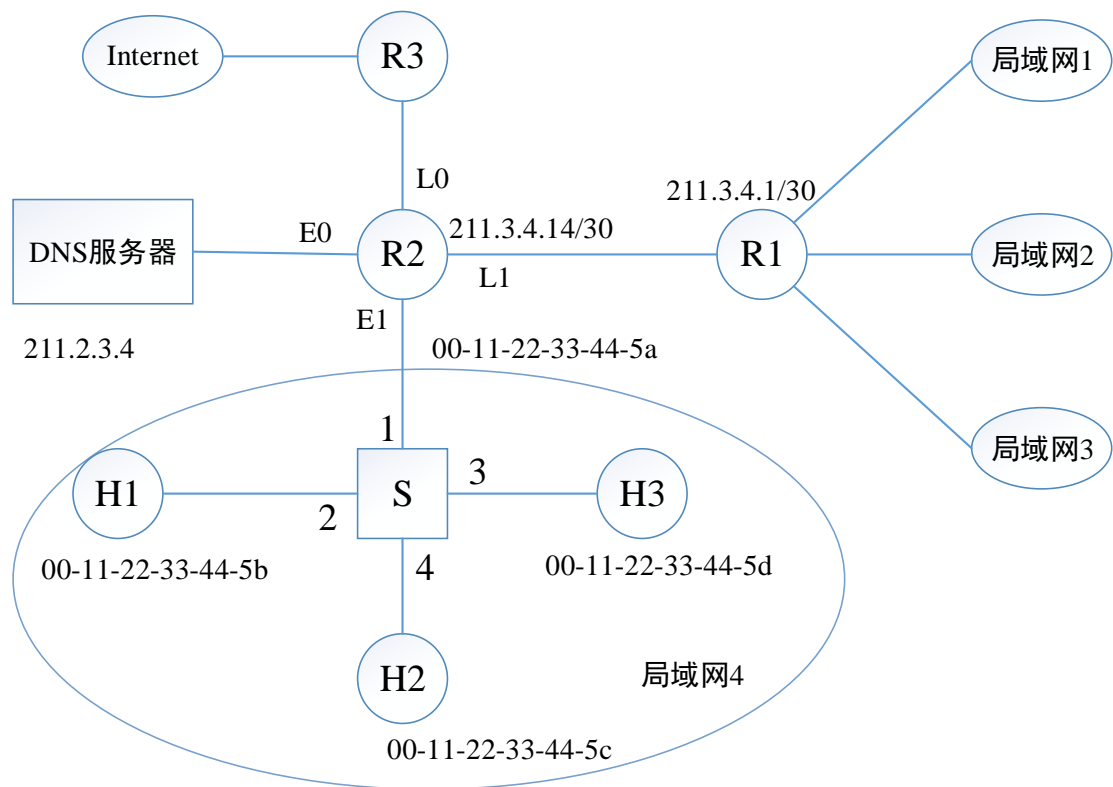 Internet
R3
局域网1
L0
211.3.4.1/30
DNS服务器
E0
R2
211.3.4.14/30
L1
R1
局域网2
E1
211.2.3.4
00-11-22-33-44-5a
1
局域网3
H1
2
S
3
H3
00-11-22-33-44-5b
4
00-11-22-33-44-5d
H2
局域网4
00-11-22-33-44-5c